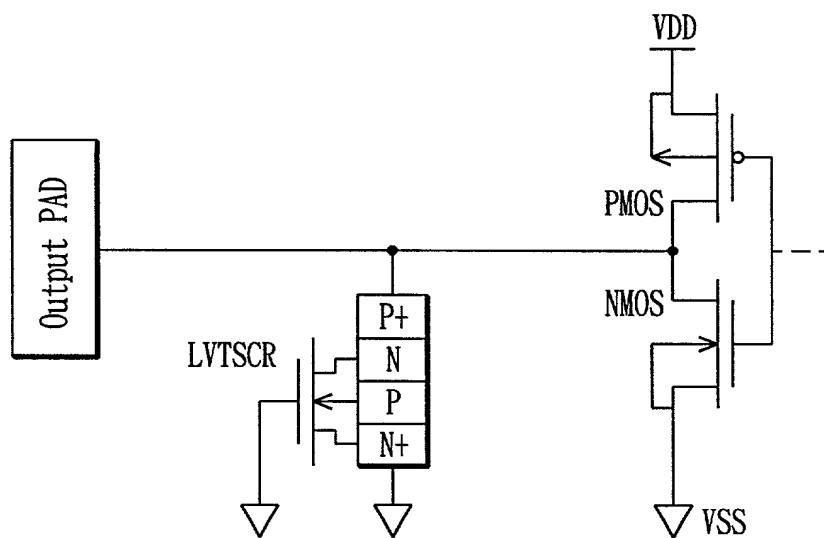 VDD
Output PAD
PMOS
NMOS
LVTSCR
P+
N
P
N+
VSS